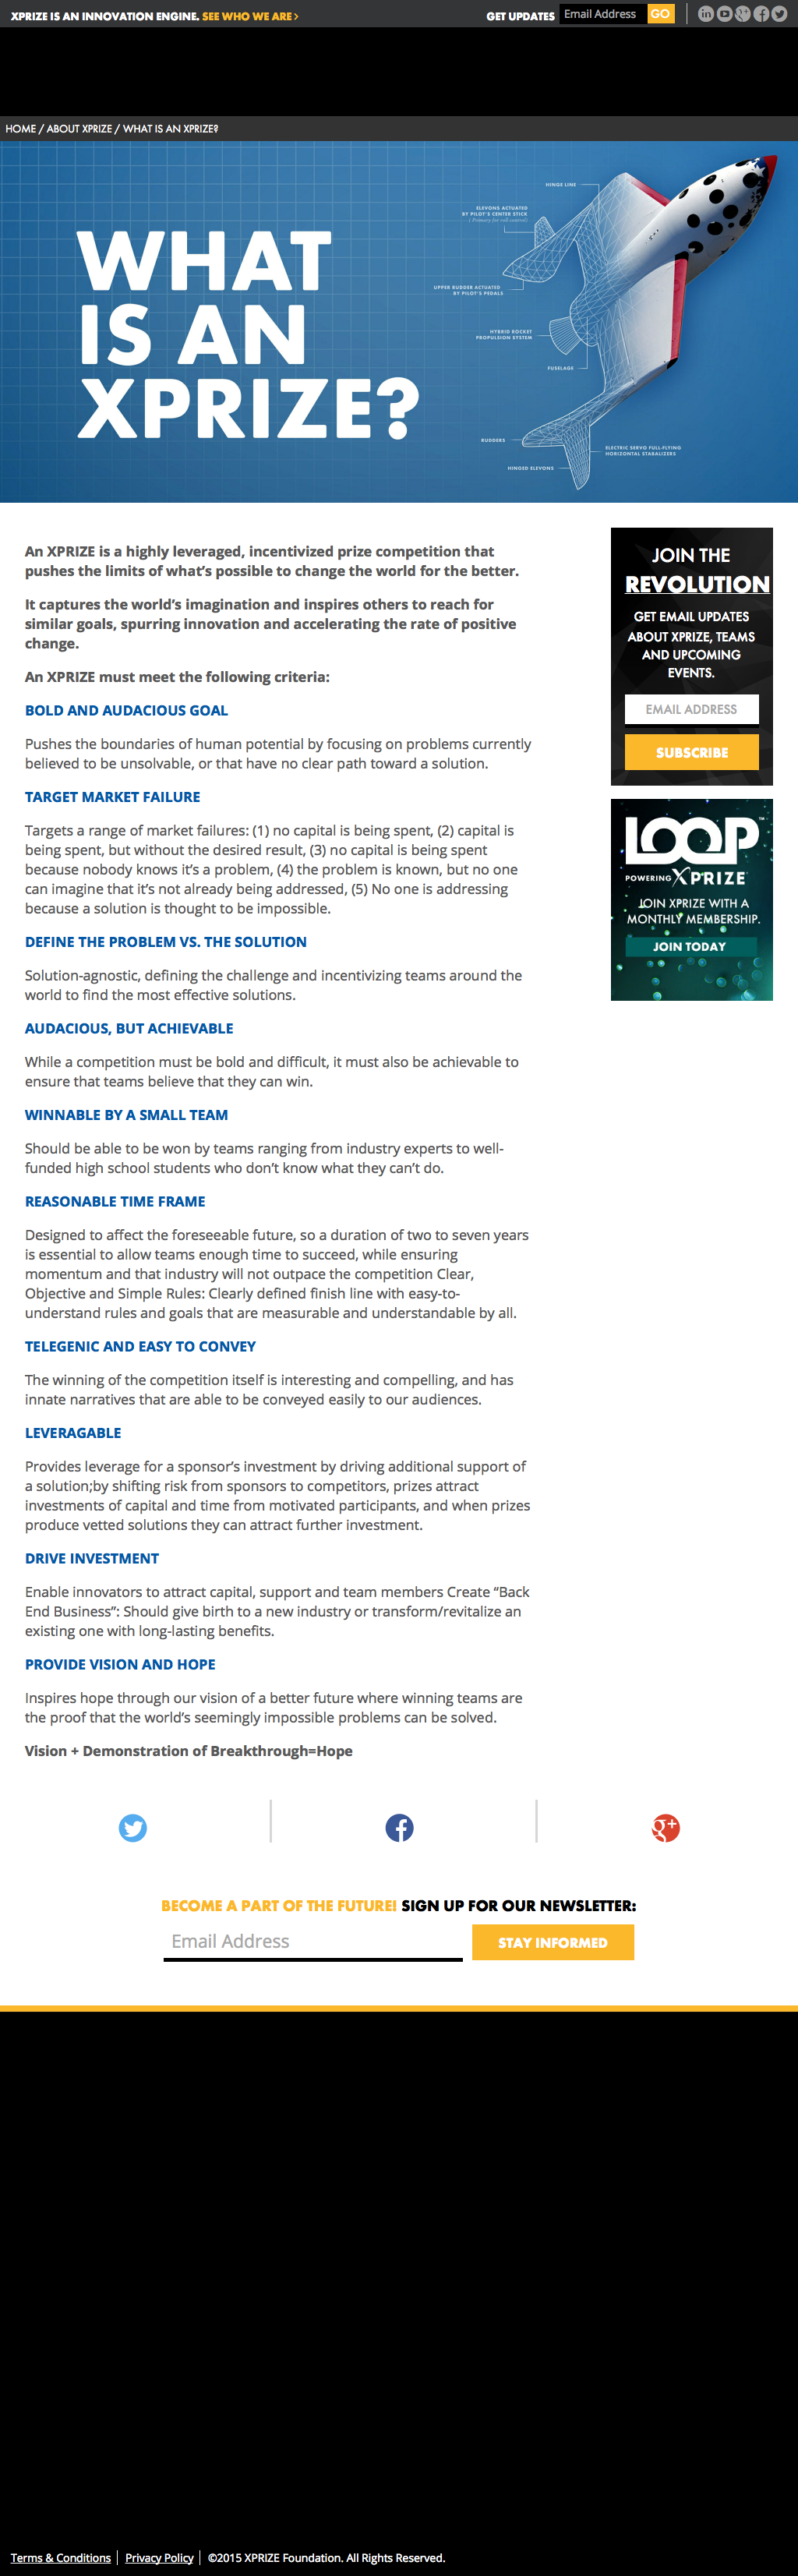 XPRIZE IS AN INNOVATION ENGINE. SEE WHO WE ARE >
GET UPDATES Email Address GO
HOME / ABOUT XPRIZE / WHAT IS AN XPRIZE?
WHAT
IS AN
XPRIZE?
HINGE LINE
ELEVONS ACTUATED
BY PILOT'S CENTER STICK
UPPER RUDDER ACTUATED
BY PILOT'S PEDALS
HYBRID ROCKET
PROPULSION SYSTEM
FUSELAGE
RUDDERS
ELECTRIC SERVO FULL-FLYING
HORIZONTAL STABALIZERS
HINGED ELEVONS
An XPRIZE is a highly leveraged, incentivized prize competition that
pushes the limits of what’s possible to change the world for the better.
It captures the world’s imagination and inspires others to reach for
similar goals, spurring innovation and accelerating the rate of positive
change.
An XPRIZE must meet the following criteria:
BOLD AND AUDACIOUS GOAL
Pushes the boundaries of human potential by focusing on problems currently
believed to be unsolvable, or that have no clear path toward a solution.
TARGET MARKET FAILURE
Targets a range of market failures: (1) no capital is being spent, (2) capital is
being spent, but without the desired result, (3) no capital is being spent
because nobody knows it’s a problem, (4) the problem is known, but no one
can imagine that it’s not already being addressed, (5) No one is addressing
because a solution is thought to be impossible.
DEFINE THE PROBLEM VS. THE SOLUTION
Solution-agnostic, defining the challenge and incentivizing teams around the
world to find the most effective solutions.
AUDACIOUS, BUT ACHIEVABLE
While a competition must be bold and difficult, it must also be achievable to
ensure that teams believe that they can win.
WINNABLE BY A SMALL TEAM
Should be able to be won by teams ranging from industry experts to well-
funded high school students who don’t know what they can’t do.
REASONABLE TIME FRAME
Designed to affect the foreseeable future, so a duration of two to seven years
is essential to allow teams enough time to succeed, while ensuring
momentum and that industry will not outpace the competition Clear,
Objective and Simple Rules: Clearly defined finish line with easy-to-
understand rules and goals that are measurable and understandable by all.
TELEGENIC AND EASY TO CONVEY
The winning of the competition itself is interesting and compelling, and has
innate narratives that are able to be conveyed easily to our audiences.
LEVERAGABLE
Provides leverage for a sponsor’s investment by driving additional support of
a solution;by shifting risk from sponsors to competitors, prizes attract
investments of capital and time from motivated participants, and when prizes
produce vetted solutions they can attract further investment.
DRIVE INVESTMENT
Enable innovators to attract capital, support and team members Create “Back
End Business”: Should give birth to a new industry or transform/revitalize an
existing one with long-lasting benefits.
PROVIDE VISION AND HOPE
Inspires hope through our vision of a better future where winning teams are
the proof that the world’s seemingly impossible problems can be solved.
Vision + Demonstration of Breakthrough=Hope
JOIN THE
REVOLUTION
GET EMAIL UPDATES
ABOUT XPRIZE, TEAMS
AND UPCOMING
EVENTS.
EMAIL ADDRESS
SUBSCRIBE
LOOP™
POWERING XPRIZE
JOIN XPRIZE WITH A
MONTHLY MEMBERSHIP.
JOIN TODAY
BECOME A PART OF THE FUTURE! SIGN UP FOR OUR NEWSLETTER:
Email Address
STAY INFORMED
Terms & Conditions | Privacy Policy | ©2015 XPRIZE Foundation. All Rights Reserved.